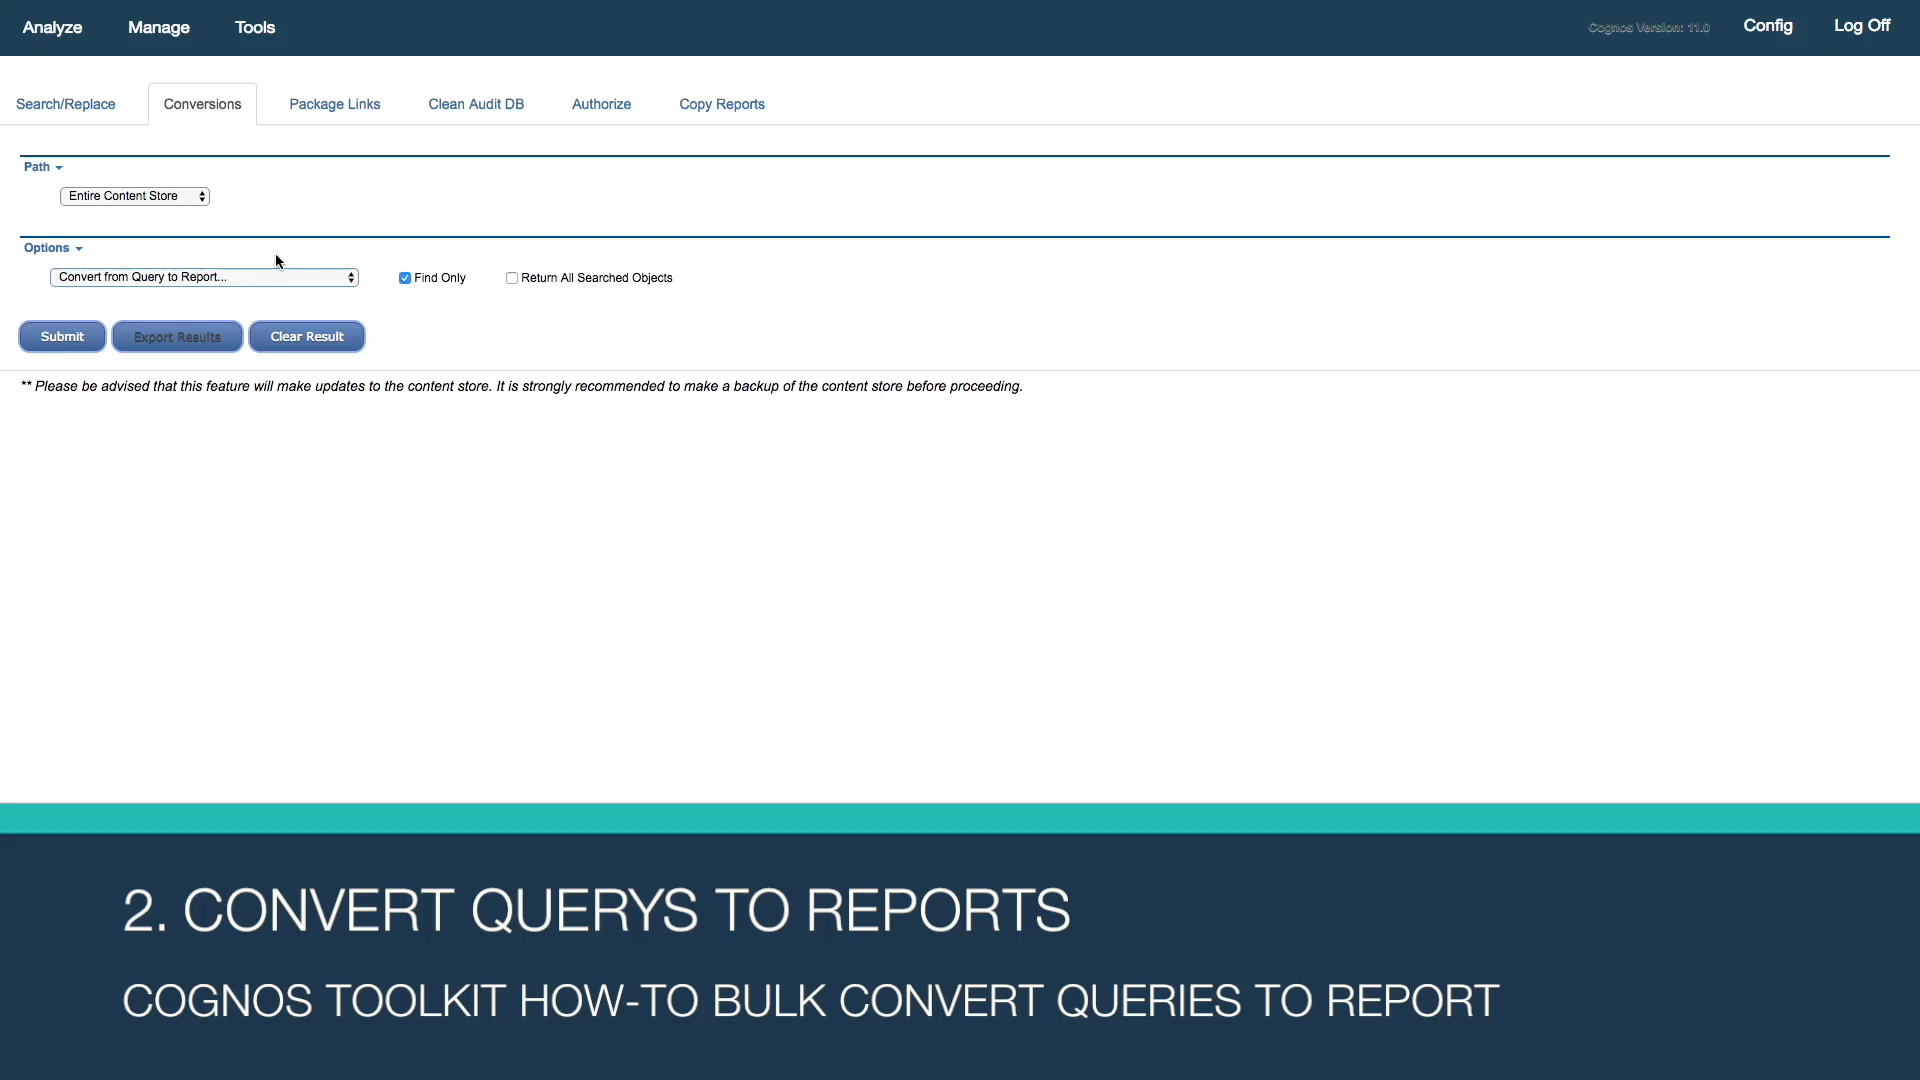 Analyze Manage Tools Cognos Version: 11.0 Config Log Off
Search/Replace Conversions Package Links Clean Audit DB Authorize Copy Reports
Path
Entire Content Store
Options
Convert from Query to Report... Find Only Return All Searched Objects
Submit Export Results Clear Result
** Please be advised that this feature will make updates to the content store. It is strongly recommended to make a backup of the content store before proceeding.
2. CONVERT QUERYS TO REPORTS
COGNOS TOOLKIT HOW-TO BULK CONVERT QUERIES TO REPORT